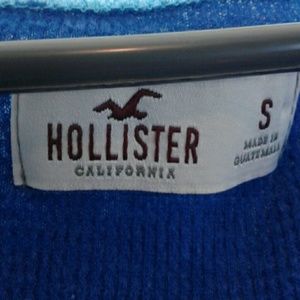 HOLLISTER
CALIFORNIA
S
MADE IN
GUATEMALA